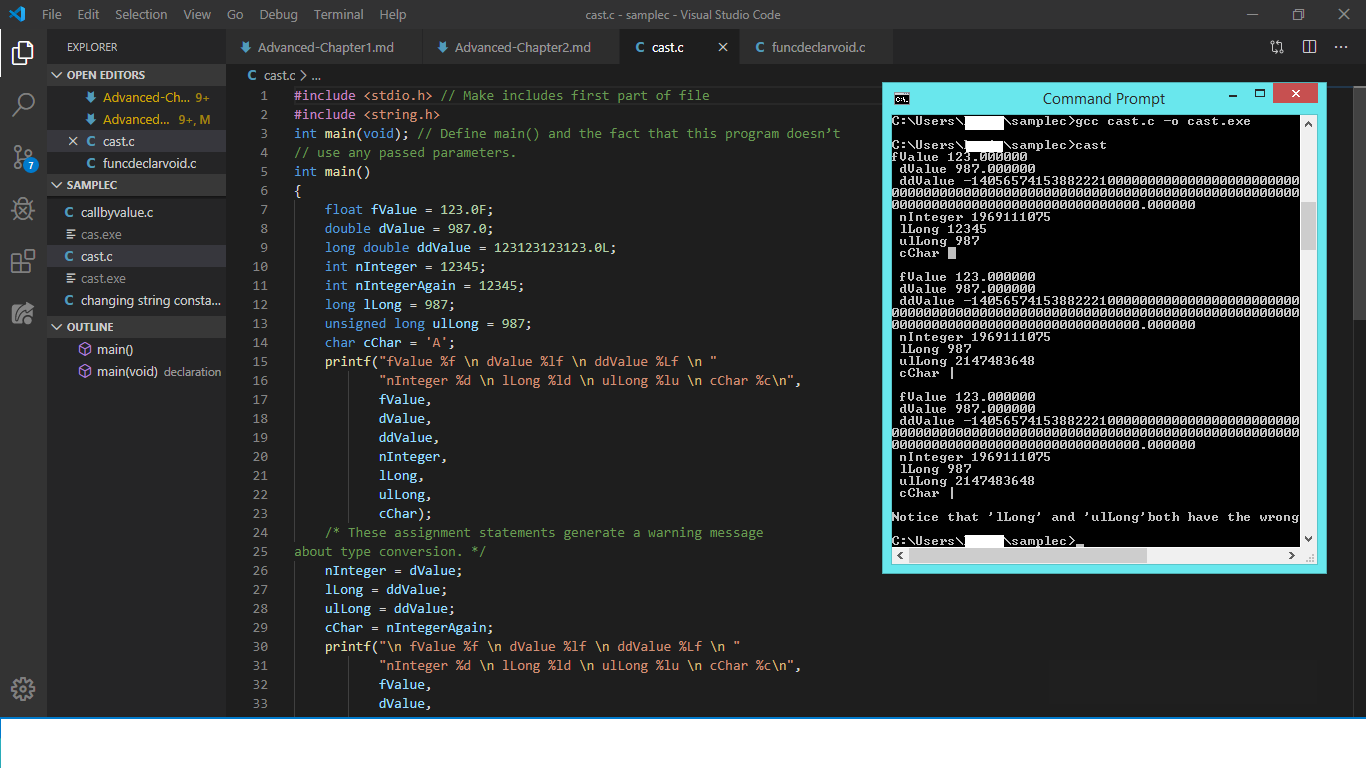 File Edit Selection View Go Debug Terminal Help
cast.c - samplec - Visual Studio Code
EXPLORER
OPEN EDITORS
Advanced-Ch... 9+
Advanced... 9+, M
cast.c
funcdeclarvoid.c
SAMPLEC
callbyvalue.c
cas.exe
cast.c
cast.exe
changing string consta...
OUTLINE
main()
main(void) declaration
7
Advanced-Chapter1.md
Advanced-Chapter2.md
cast.c
funcdeclarvoid.c
cast.c > ...
1 #include <stdio.h> // Make includes first part of file
2 #include <string.h>
3 int main(void); // Define main() and the fact that this program doesn’t
4 // use any passed parameters.
5 int main()
6 {
7 float fValue = 123.0F;
8 double dValue = 987.0;
9 long double ddValue = 123123123123.0L;
10 int nInteger = 12345;
11 int nIntegerAgain = 12345;
12 long lLong = 987;
13 unsigned long ulLong = 987;
14 char cChar = 'A';
15 printf("fValue %f \n dValue %lf \n ddValue %Lf \n "
16 "nInteger %d \n lLong %ld \n ulLong %lu \n cChar %c\n",
17 fValue,
18 dValue,
19 ddValue,
20 nInteger,
21 lLong,
22 ulLong,
23 cChar);
24 /* These assignment statements generate a warning message
25 about type conversion. */
26 nInteger = dValue;
27 lLong = ddValue;
28 ulLong = ddValue;
29 cChar = nIntegerAgain;
30 printf("\n fValue %f \n dValue %lf \n ddValue %Lf \n "
31 "nInteger %d \n lLong %ld \n ulLong %lu \n cChar %c\n",
32 fValue,
33 dValue,
Command Prompt
C:\Users\ \samplec>gcc cast.c -o cast.exe
C:\Users\ \samplec>cast
fValue 123.000000
dValue 987.000000
nInteger 1969111075
lLong 12345
ulLong 987
cChar
fValue 123.000000
dValue 987.000000
nInteger 1969111075
lLong 987
ulLong 2147483648
cChar |
fValue 123.000000
dValue 987.000000
nInteger 1969111075
lLong 987
ulLong 2147483648
cChar |
Notice that 'lLong' and 'ulLong'both have the wrong
C:\Users\ \samplec>_